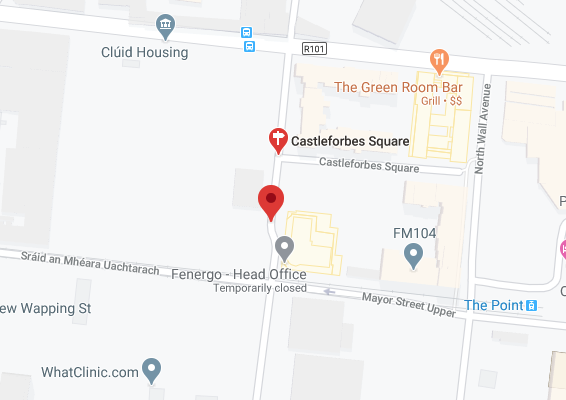 Clúid Housing
R101
The Green Room Bar
Grill • $$
North Wall Avenue
Castleforbes Square
Castleforbes Square
FM104
Sráid an Mhéara Uachtarach
Fenergo - Head Office
Temporarily closed
Mayor Street Upper
The Point
ew Wapping St
WhatClinic.com
P
C